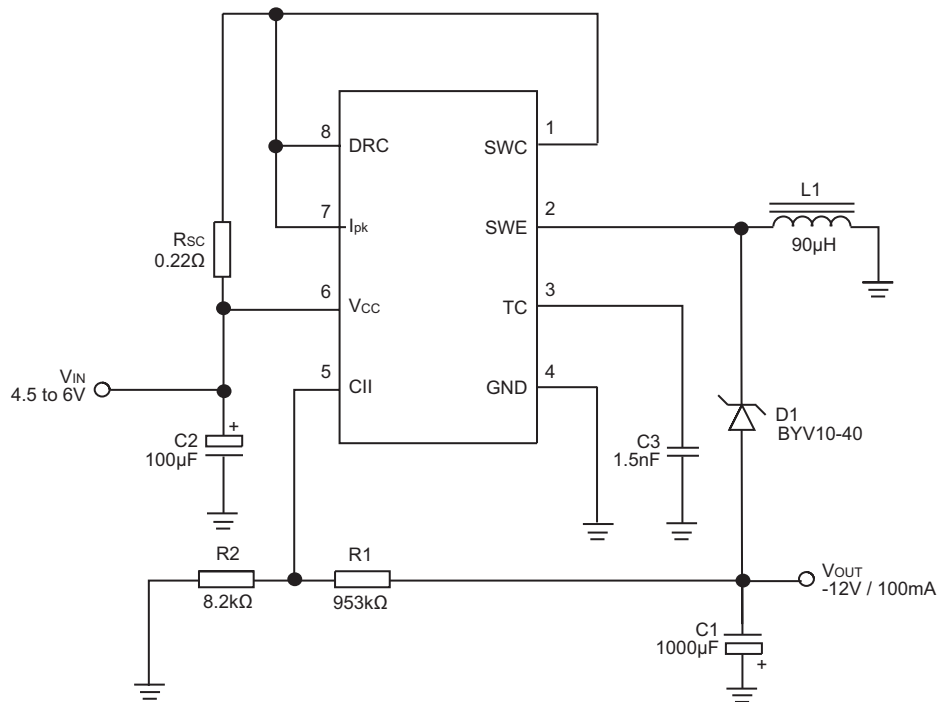 8
DRC
SWC
1
7
Ipk
SWE
2
L1
90µH
RSC
0.22Ω
6
VCC
TC
3
VIN
4.5 to 6V
5
CII
GND
4
C2
100µF
+
C3
1.5nF
D1
BYV10-40
R2
8.2kΩ
R1
953kΩ
VOUT
-12V / 100mA
C1
1000µF
+